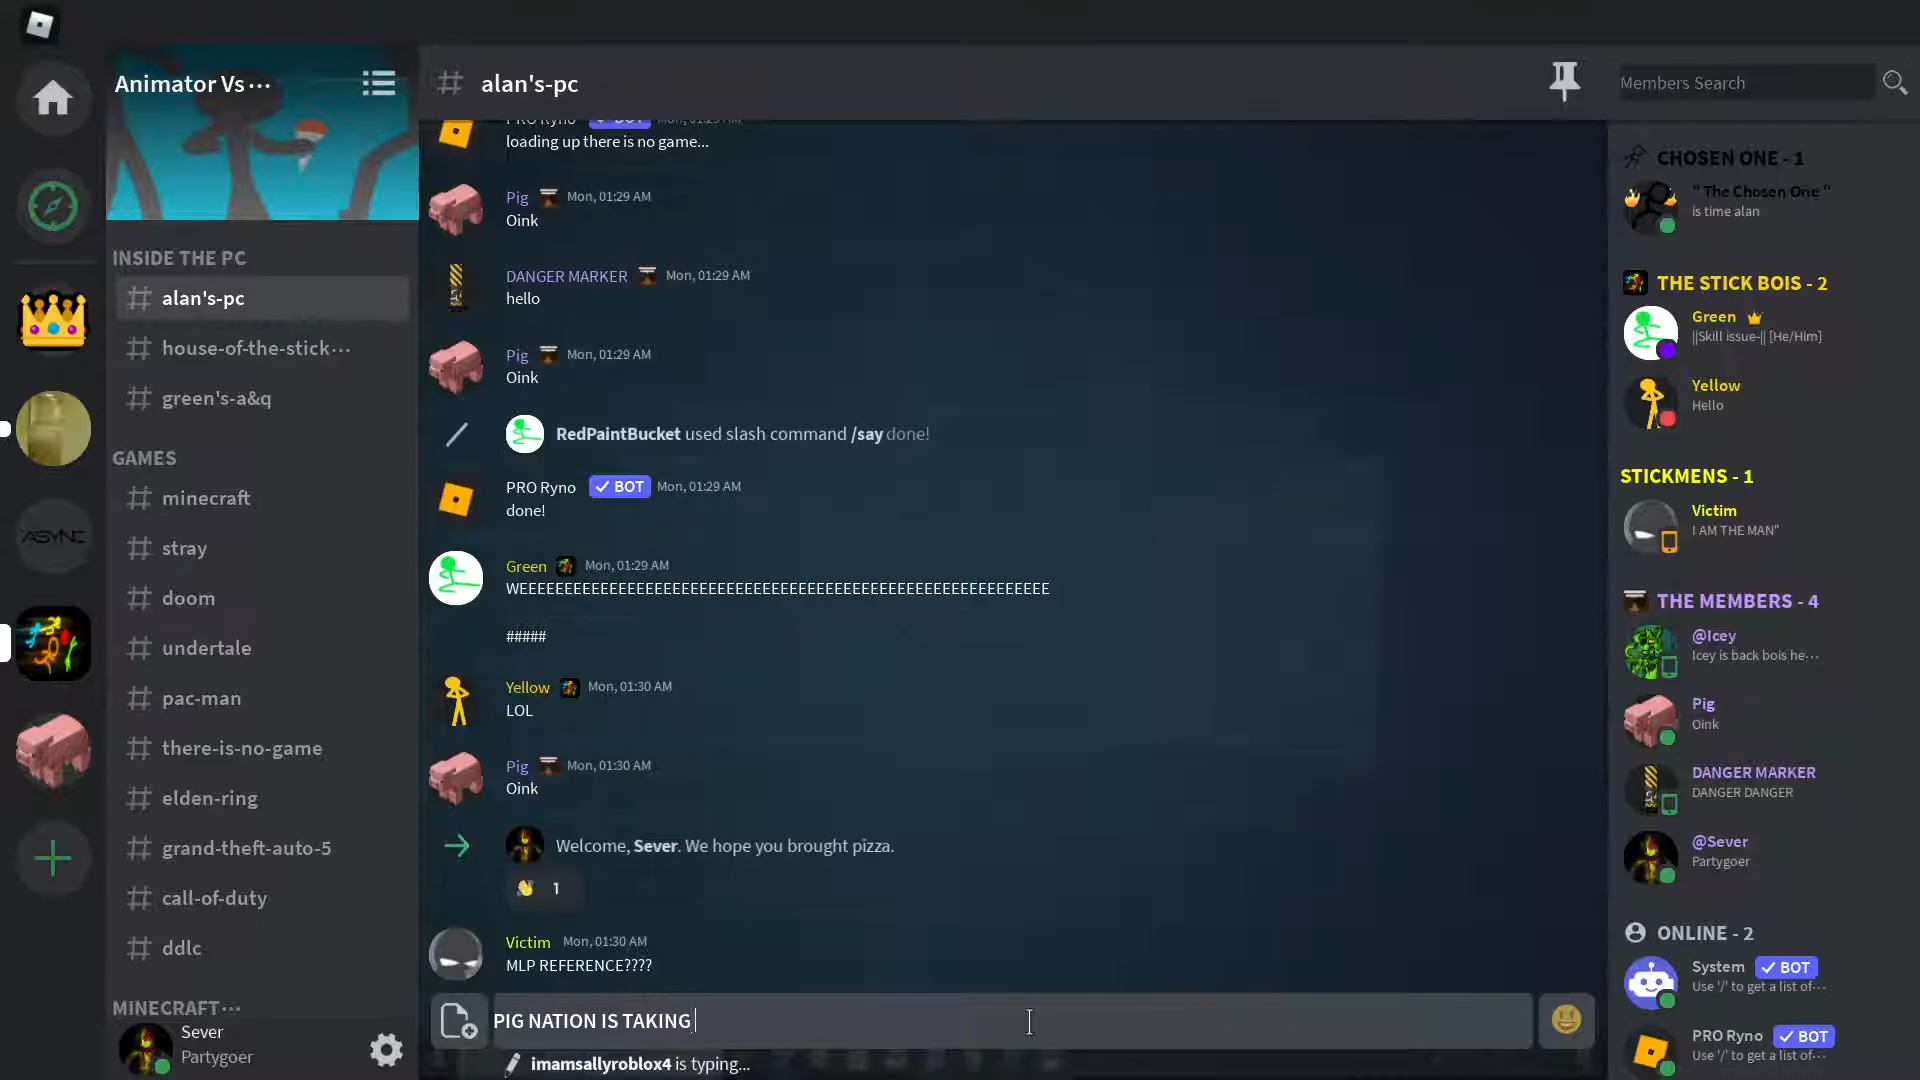 Animator Vs ···
# alan's-pc
Members Search
INSIDE THE PC
# alan's-pc
# house-of-the-stick···
# green's-a&q
GAMES
# minecraft
# stray
# doom
# undertale
# pac-man
# there-is-no-game
# elden-ring
# grand-theft-auto-5
# call-of-duty
# ddlc
MINECRAFT···
Sever
Partygoer
ASYNC
PRO Ryno BOT Mon, 01:29 AM
loading up there is no game...
Pig Mon, 01:29 AM
Oink
DANGER MARKER Mon, 01:29 AM
hello
Pig Mon, 01:29 AM
Oink
RedPaintBucket used slash command /say done!
PRO Ryno ✓ BOT Mon, 01:29 AM
done!
Green Mon, 01:29 AM
WEEEEEEEEEEEEEEEEEEEEEEEEEEEEEEEEEEEEEEEEEEEEEEEEEEEEEEEEEEE
#####
Yellow Mon, 01:30 AM
LOL
Pig Mon, 01:30 AM
Oink
Welcome, Sever. We hope you brought pizza.
1
Victim Mon, 01:30 AM
MLP REFERENCE????
PIG NATION IS TAKING
imamsallyroblox4 is typing...
CHOSEN ONE - 1
" The Chosen One "
is time alan
THE STICK BOIS - 2
Green
||Skill issue-|| [He/Him]
Yellow
Hello
STICKMENS - 1
Victim
I AM THE MAN"
THE MEMBERS - 4
@Icey
Icey is back bois he···
Pig
Oink
DANGER MARKER
DANGER DANGER
@Sever
Partygoer
ONLINE - 2
System ✓ BOT
Use '/' to get a list of···
PRO Ryno ✓ BOT
Use '/' to get a list of···